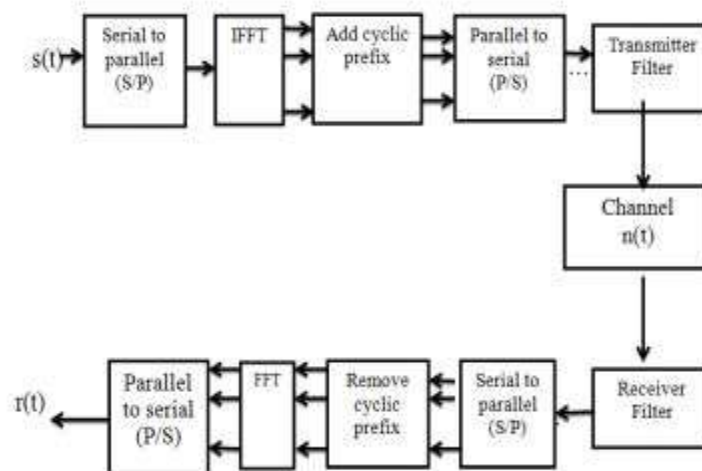 s(t)
Serial to
parallel
(S/P)
IFFT
Add cyclic
prefix
Parallel to
serial
(P/S)
...
Transmitter
Filter
Channel
n(t)
r(t)
Parallel
to serial
(P/S)
FFT
Remove
cyclic
prefix
Serial to
parallel
(S/P)
Receiver
Filter